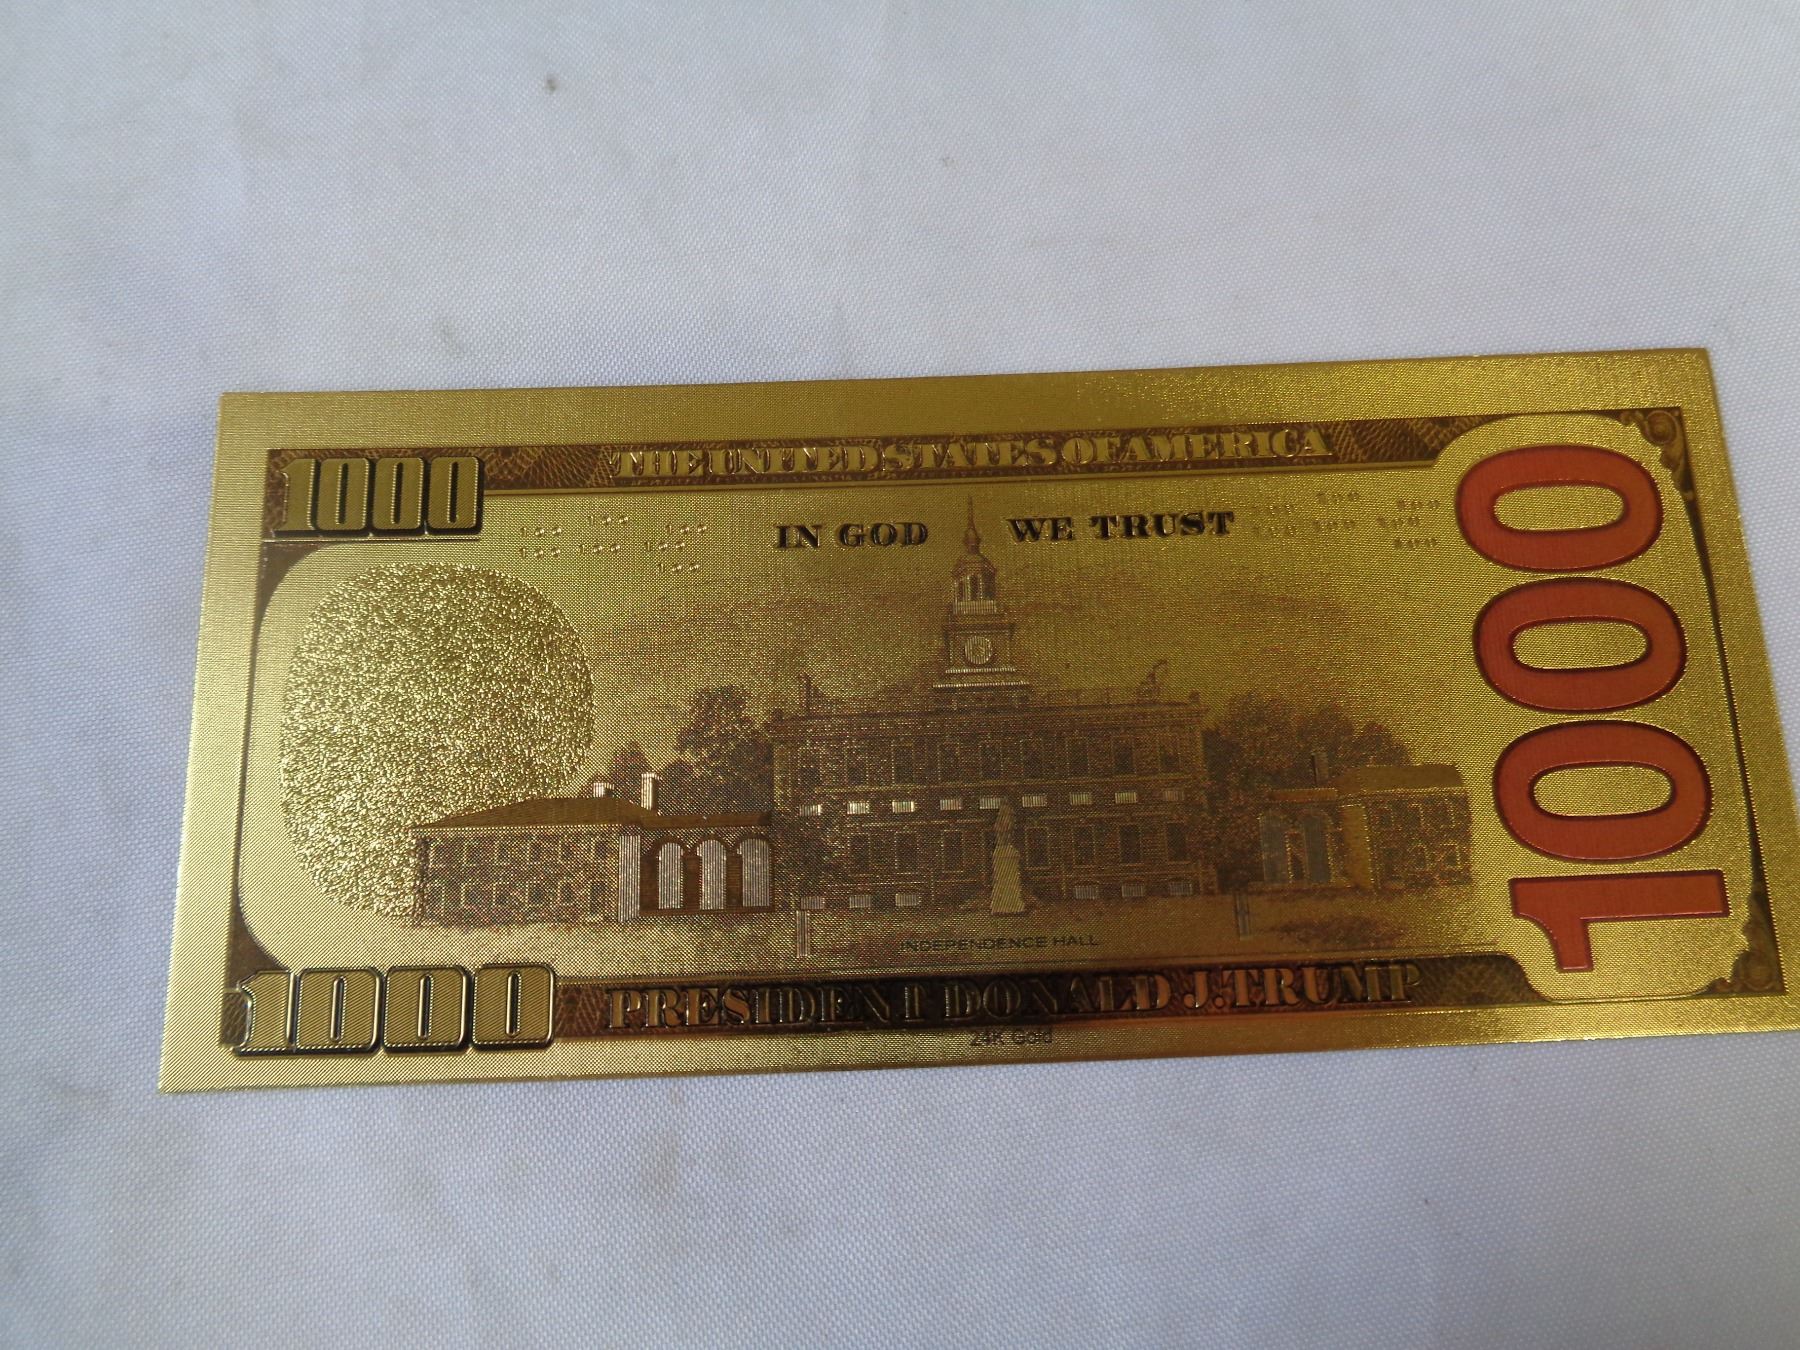 THE UNITED STATES OF AMERICA
1000
IN GOD WE TRUST
1000
INDEPENDENCE HALL
1000
PRESIDENT DONALD J. TRUMP
24K Gold